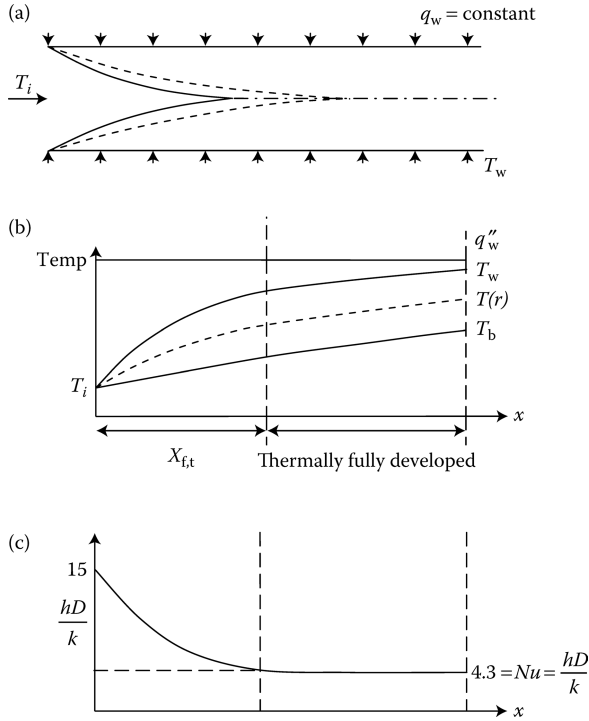 (a)
q_w = constant
T_i
T_w
(b)
Temp
q″_w
T_w
T(r)
T_b
T_i
x
X_f,t
Thermally fully developed
(c)
15
hD
k
4.3 = Nu = hD
k
x